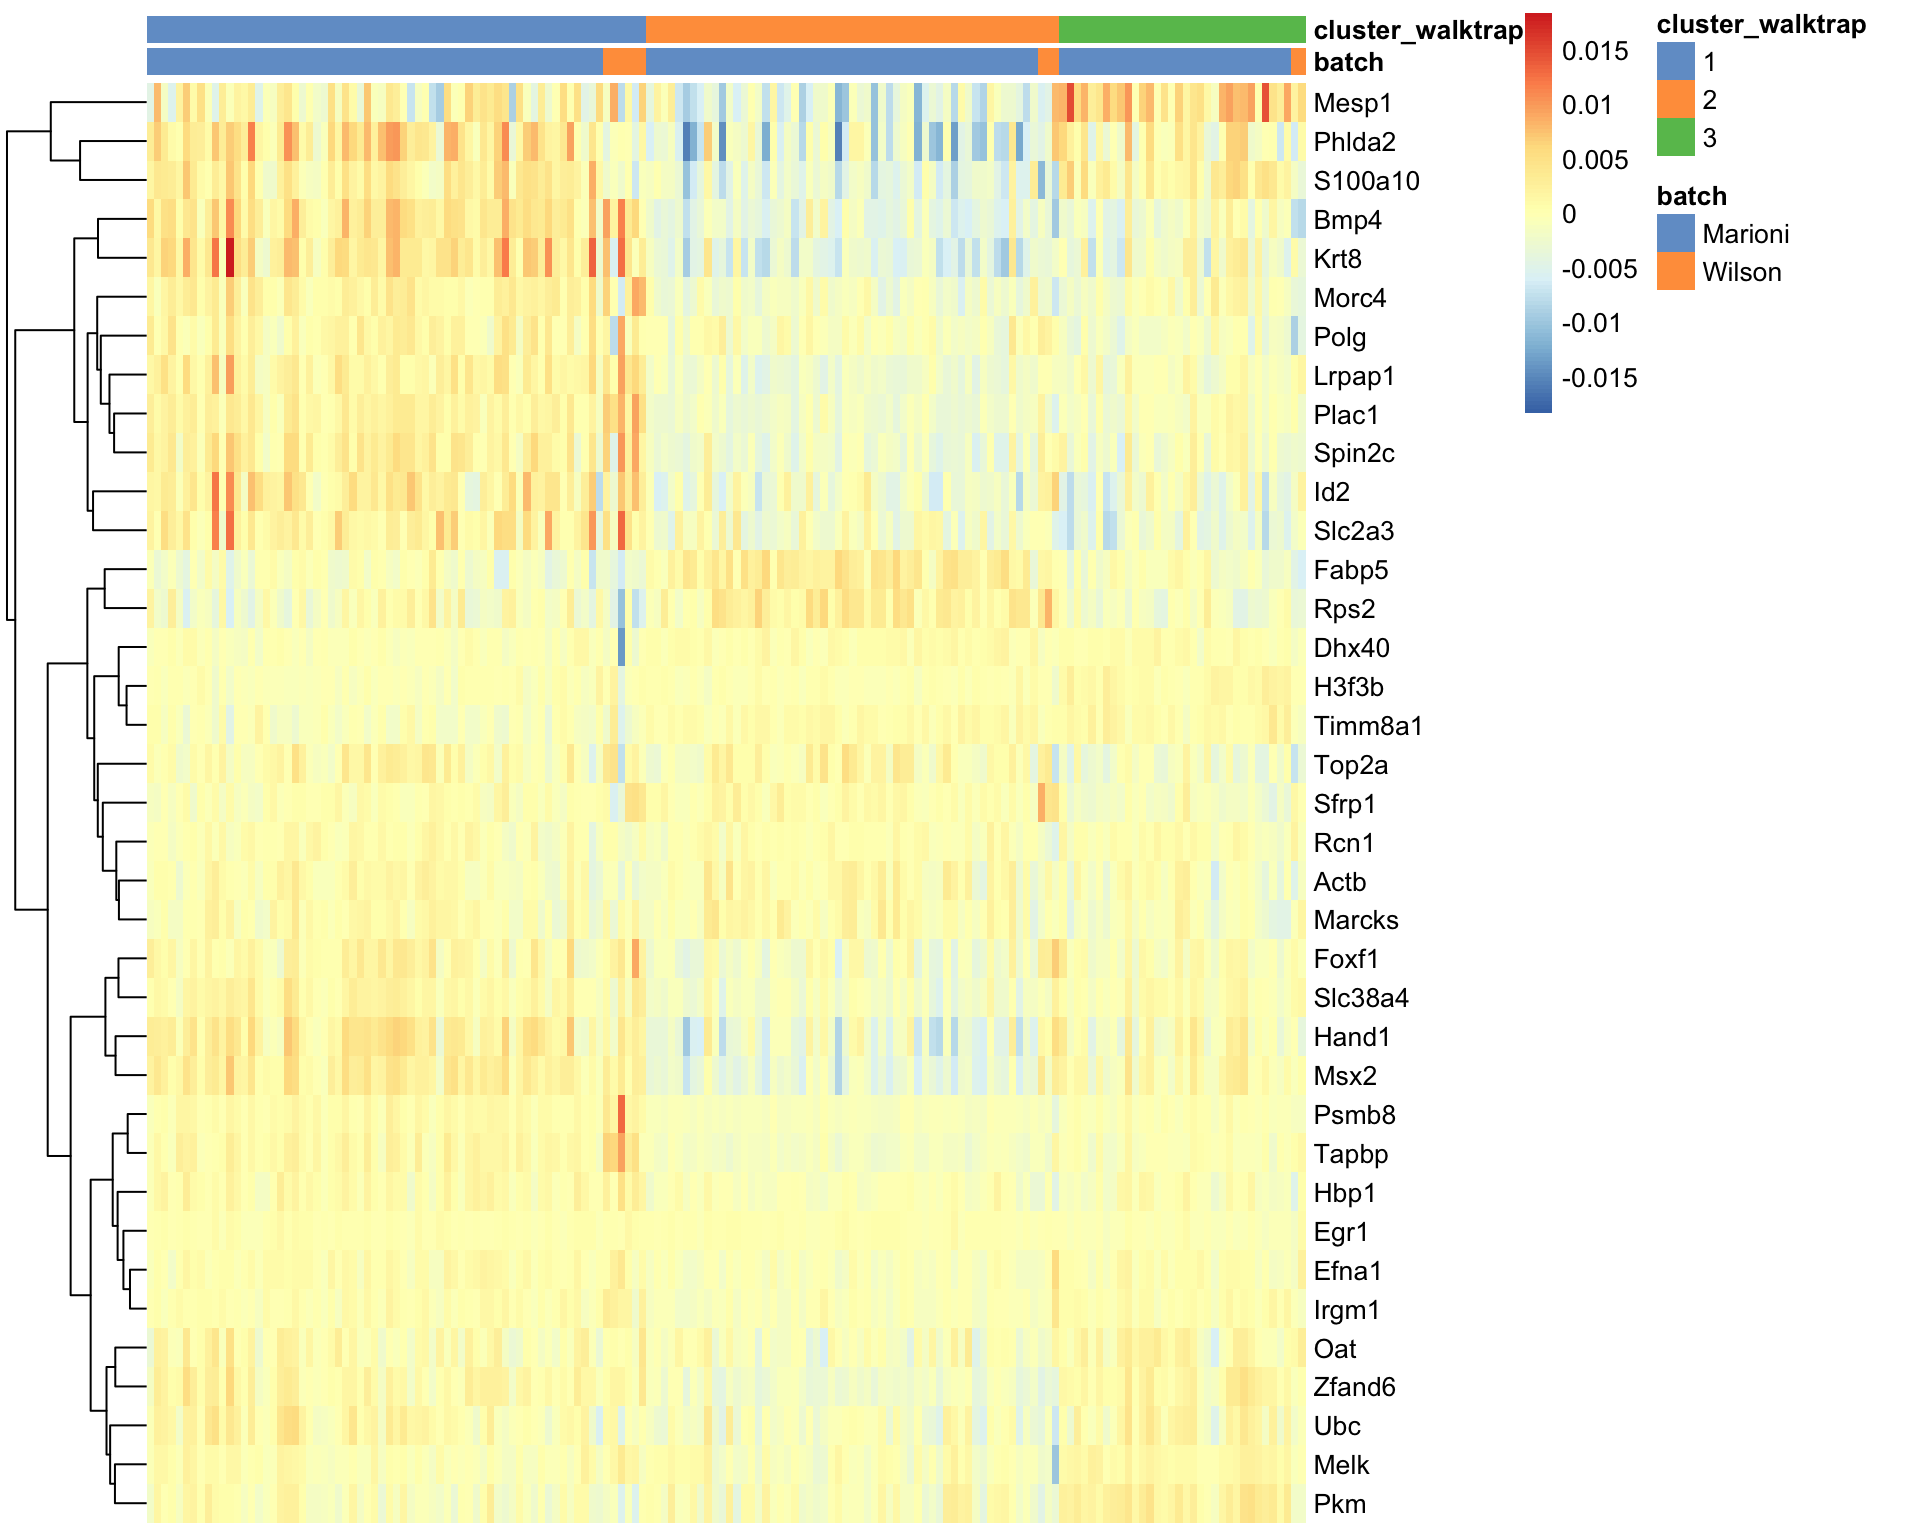 cluster_walktrap
batch
Mesp1
Phlda2
S100a10
Bmp4
Krt8
Morc4
Polg
Lrpap1
Plac1
Spin2c
Id2
Slc2a3
Fabp5
Rps2
Dhx40
H3f3b
Timm8a1
Top2a
Sfrp1
Rcn1
Actb
Marcks
Foxf1
Slc38a4
Hand1
Msx2
Psmb8
Tapbp
Hbp1
Egr1
Efna1
Irgm1
Oat
Zfand6
Ubc
Melk
Pkm
0.015
0.01
0.005
0
-0.005
-0.01
-0.015
cluster_walktrap
1
2
3
batch
Marioni
Wilson